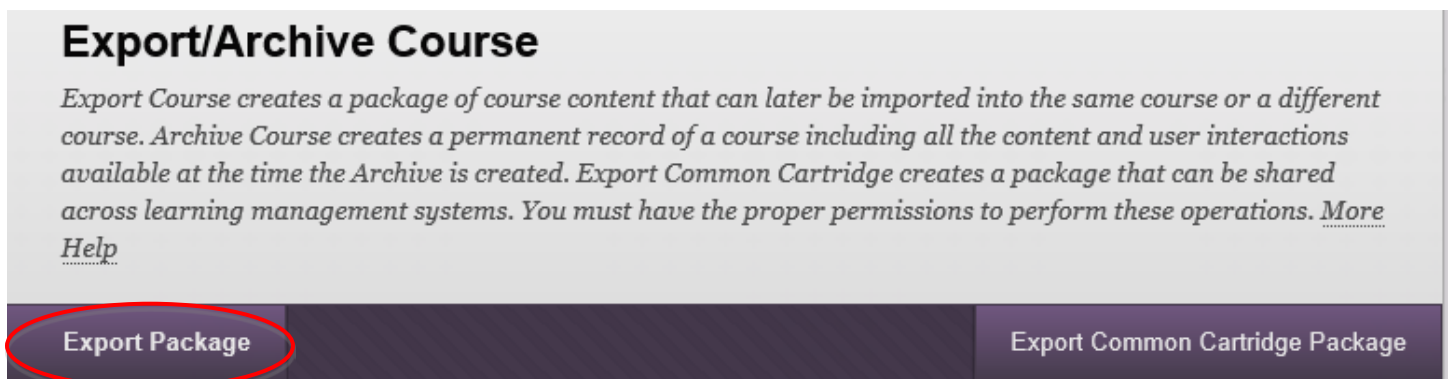 Export/Archive Course
Export Course creates a package of course content that can later be imported into the same course or a different
course. Archive Course creates a permanent record of a course including all the content and user interactions
available at the time the Archive is created. Export Common Cartridge creates a package that can be shared
across learning management systems. You must have the proper permissions to perform these operations. More
Help
Export Package
Export Common Cartridge Package